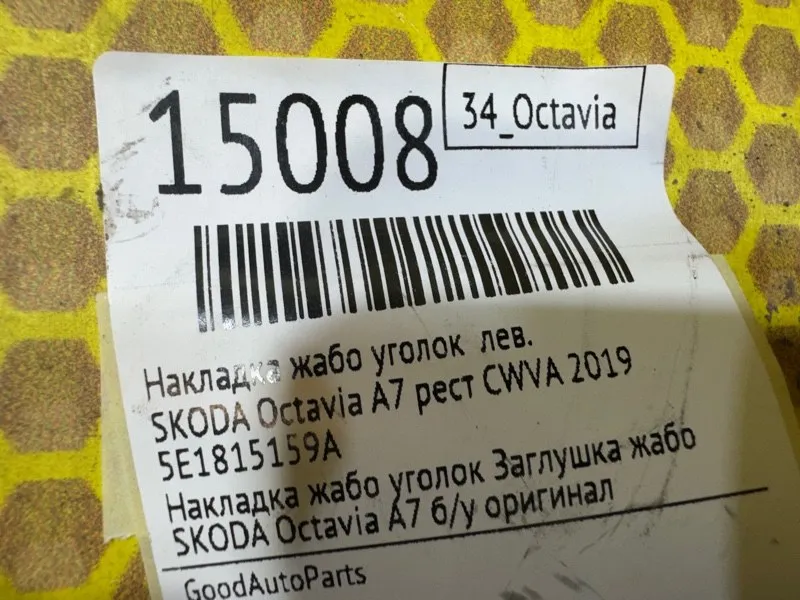 15008
34_Octavia
Накладка жабо уголок лев.
SKODA Octavia A7 рест CWVA 2019
5E1815159A
Накладка жабо уголок Заглушка жабо
SKODA Octavia A7 б/у оригинал
GoodAutoParts